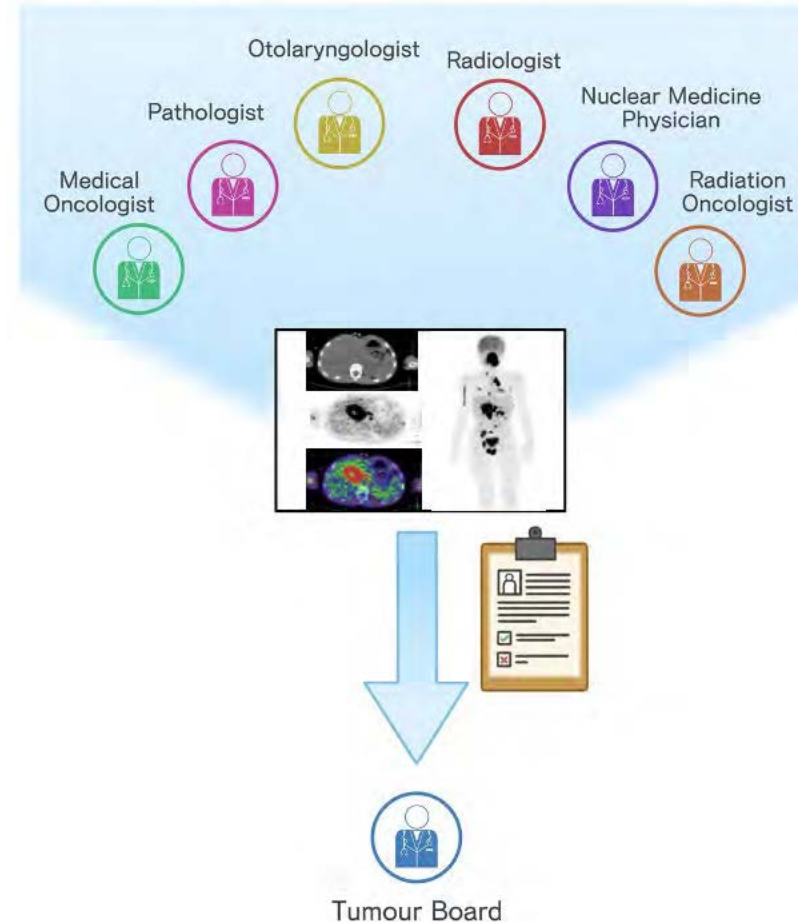 Otolaryngologist
Radiologist
Pathologist
Nuclear Medicine
Physician
Medical
Oncologist
Radiation
Oncologist
Tumour Board